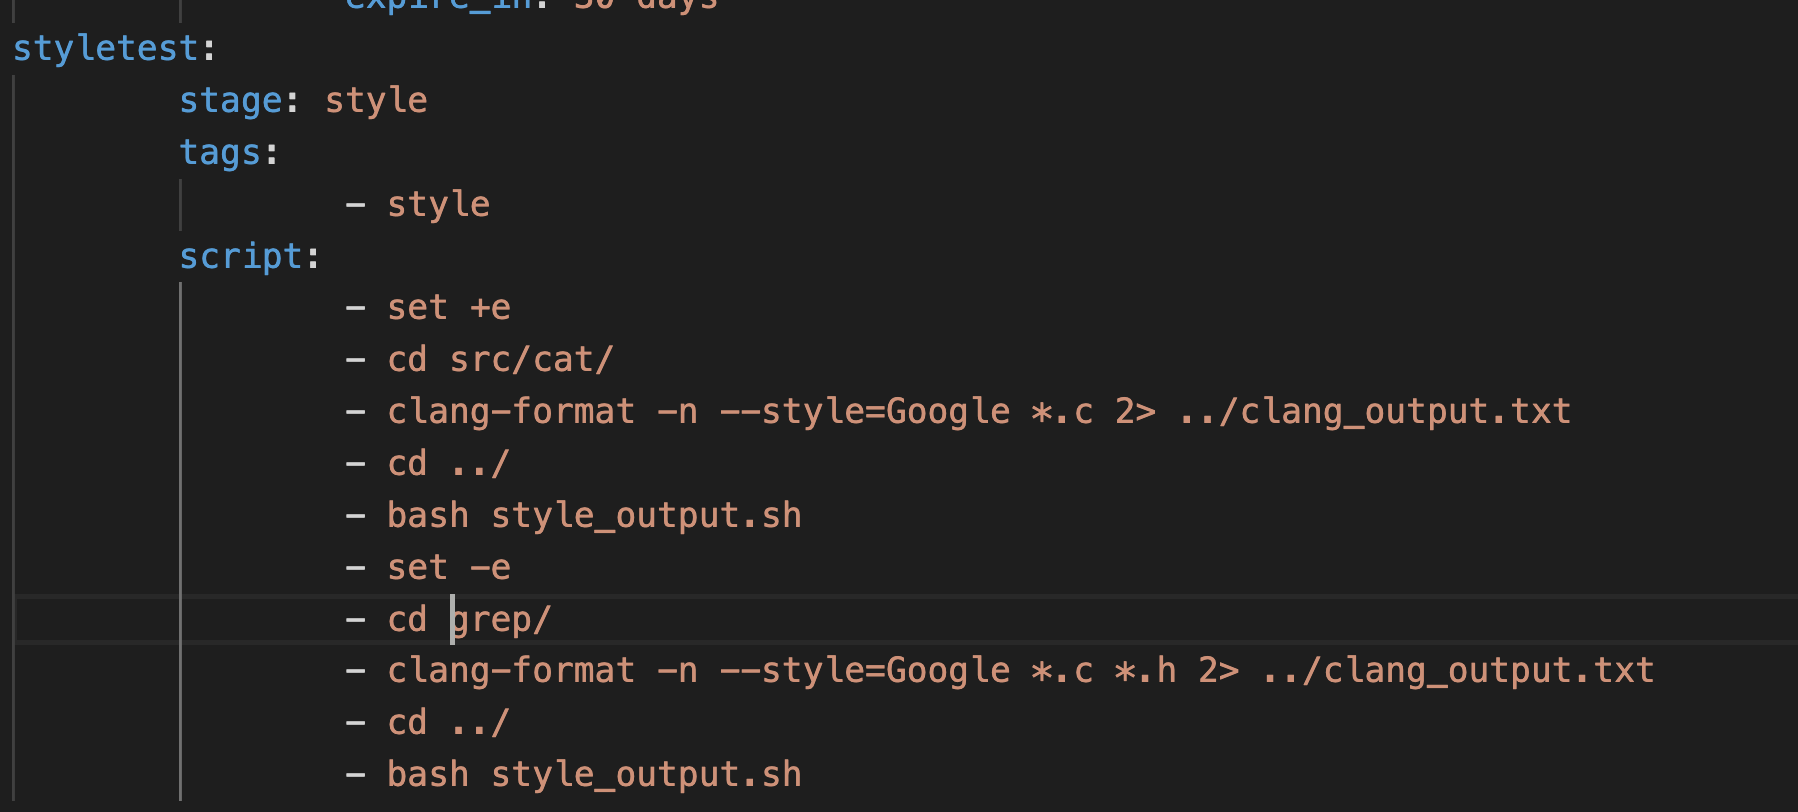 expire_in: 30 days
styletest:
stage: style
tags:
- style
script:
- set +e
- cd src/cat/
- clang-format -n --style=Google *.c 2> ../clang_output.txt
- cd ../
- bash style_output.sh
- set -e
- cd grep/
- clang-format -n --style=Google *.c *.h 2> ../clang_output.txt
- cd ../
- bash style_output.sh